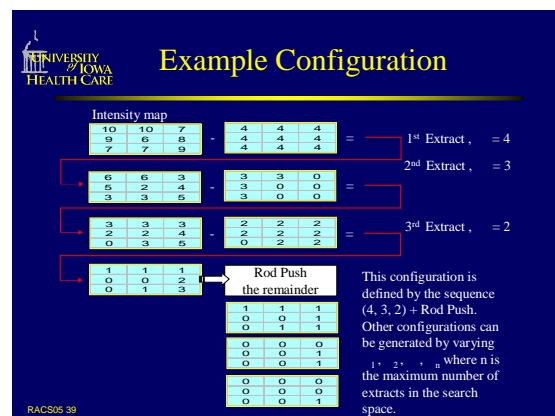 UNIVERSITY
OF IOWA
HEALTH CARE
Example Configuration
Intensity map
10 10 7
9 6 8
7 7 9
-
4 4 4
4 4 4
4 4 4
=
1st Extract , = 4
2nd Extract , = 3
6 6 3
5 2 4
3 3 5
-
3 3 0
3 0 0
3 0 0
=
3 3 3
2 2 4
0 3 5
-
2 2 2
2 2 2
0 2 2
=
3rd Extract , = 2
1 1 1
0 0 2
0 1 3
Rod Push
the remainder
1 1 1
0 0 1
0 1 1
0 0 0
0 0 1
0 0 1
0 0 0
0 0 0
0 0 1
This configuration is
defined by the sequence
(4, 3, 2) + Rod Push.
Other configurations can
be generated by varying
1, 2, , n where n is
the maximum number of
extracts in the search
space.
RACS05 39